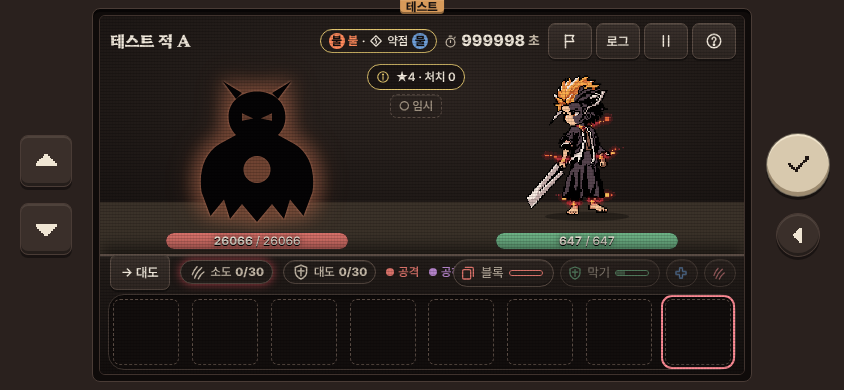 테스트
테스트 적 A
불 불 · 약점 물
999998 초
로그
★4 · 처치 0
임시
26066 / 26066
647 / 647
→ 대도
소도 0/30
대도 0/30
공격
블록
막기